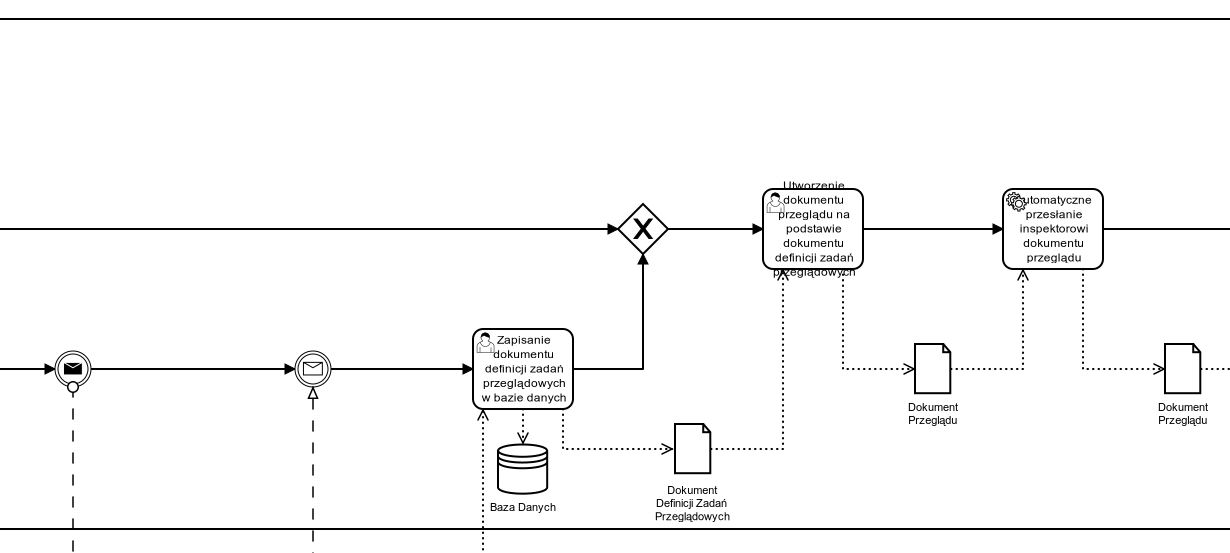 Utworzenie
dokumentu
przeglądu na
podstawie
dokumentu
definicji zadań
przeglądowych
utomatyczne
przesłanie
inspektorowi
dokumentu
przeglądu
Zapisanie
dokumentu
definicji zadań
przeglądowych
w bazie danych
Dokument
Przeglądu
Dokument
Przeglądu
Baza Danych
Dokument
Definicji Zadań
Przeglądowych